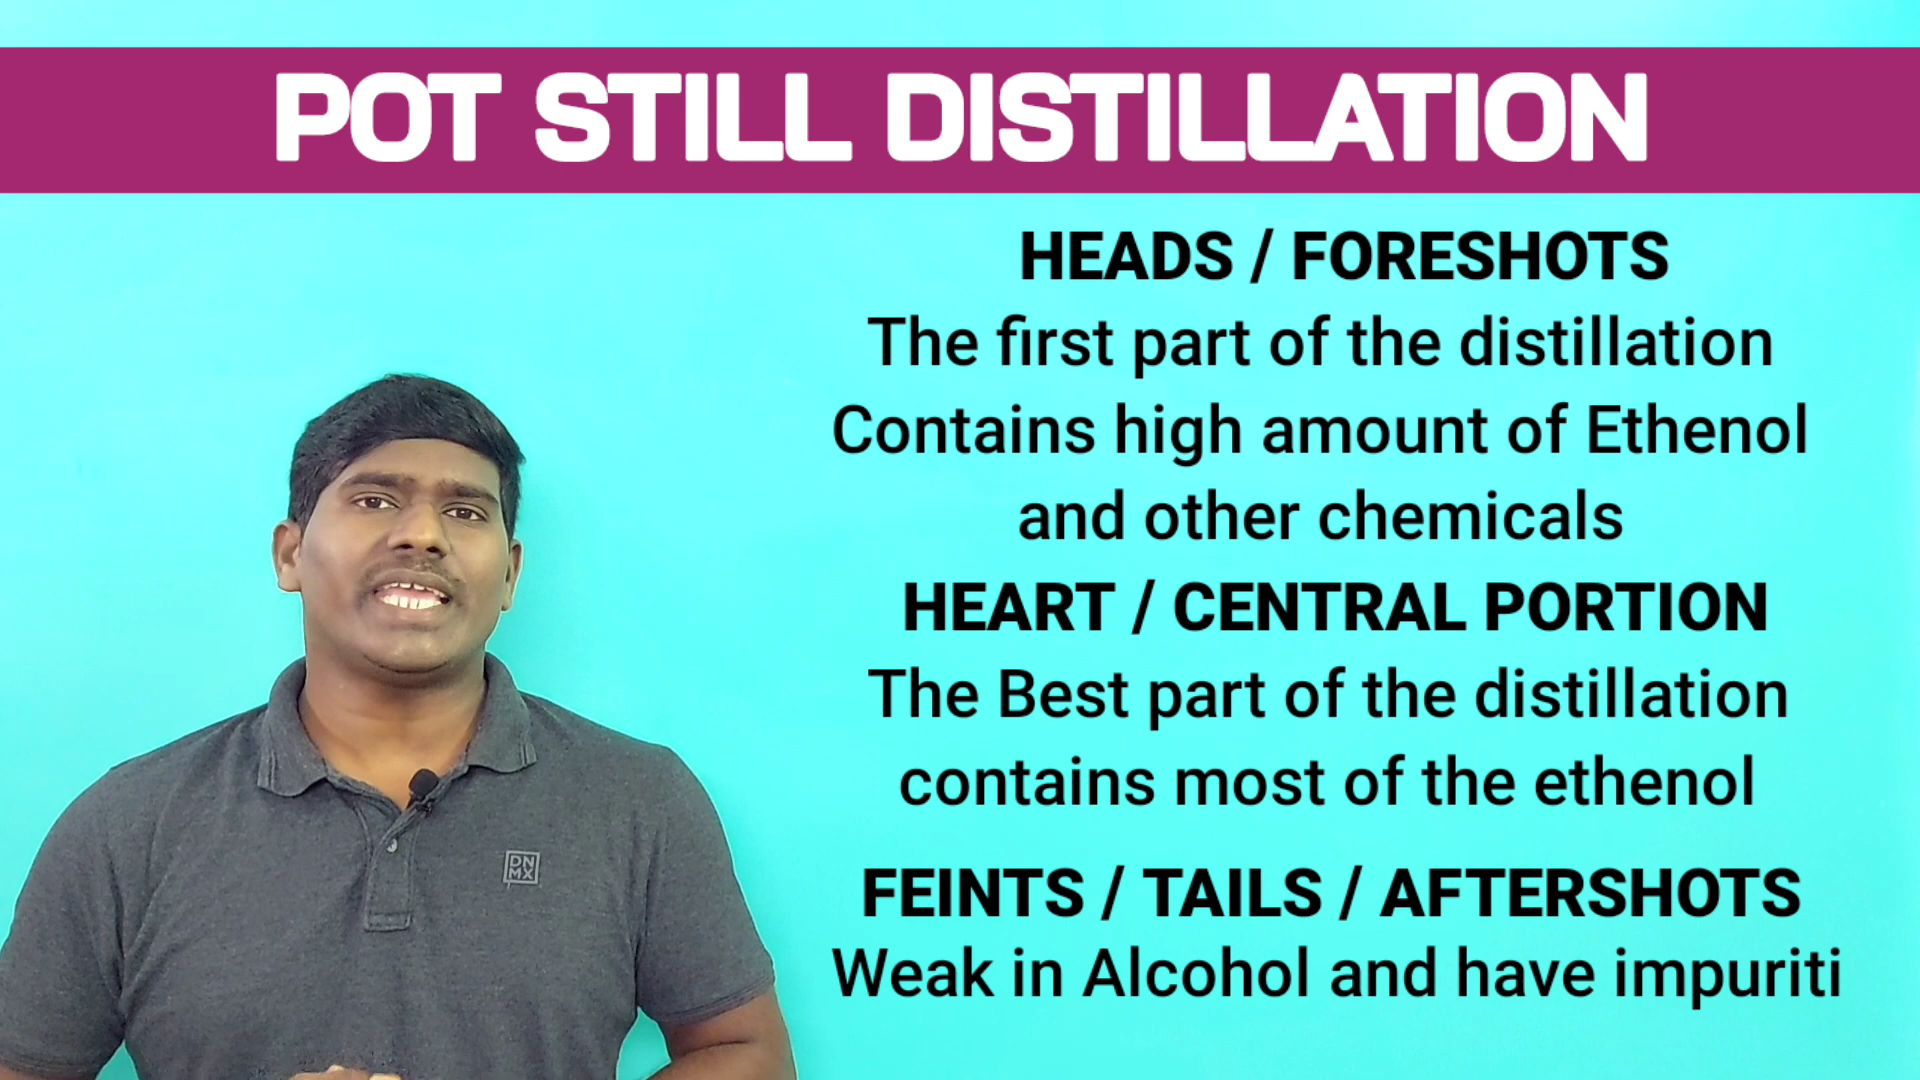 POT STILL DISTILLATION
HEADS / FORESHOTS
The first part of the distillation
Contains high amount of Ethenol
and other chemicals
HEART / CENTRAL PORTION
The Best part of the distillation
contains most of the ethenol
FEINTS / TAILS / AFTERSHOTS
Weak in Alcohol and have impuriti
DN
MX